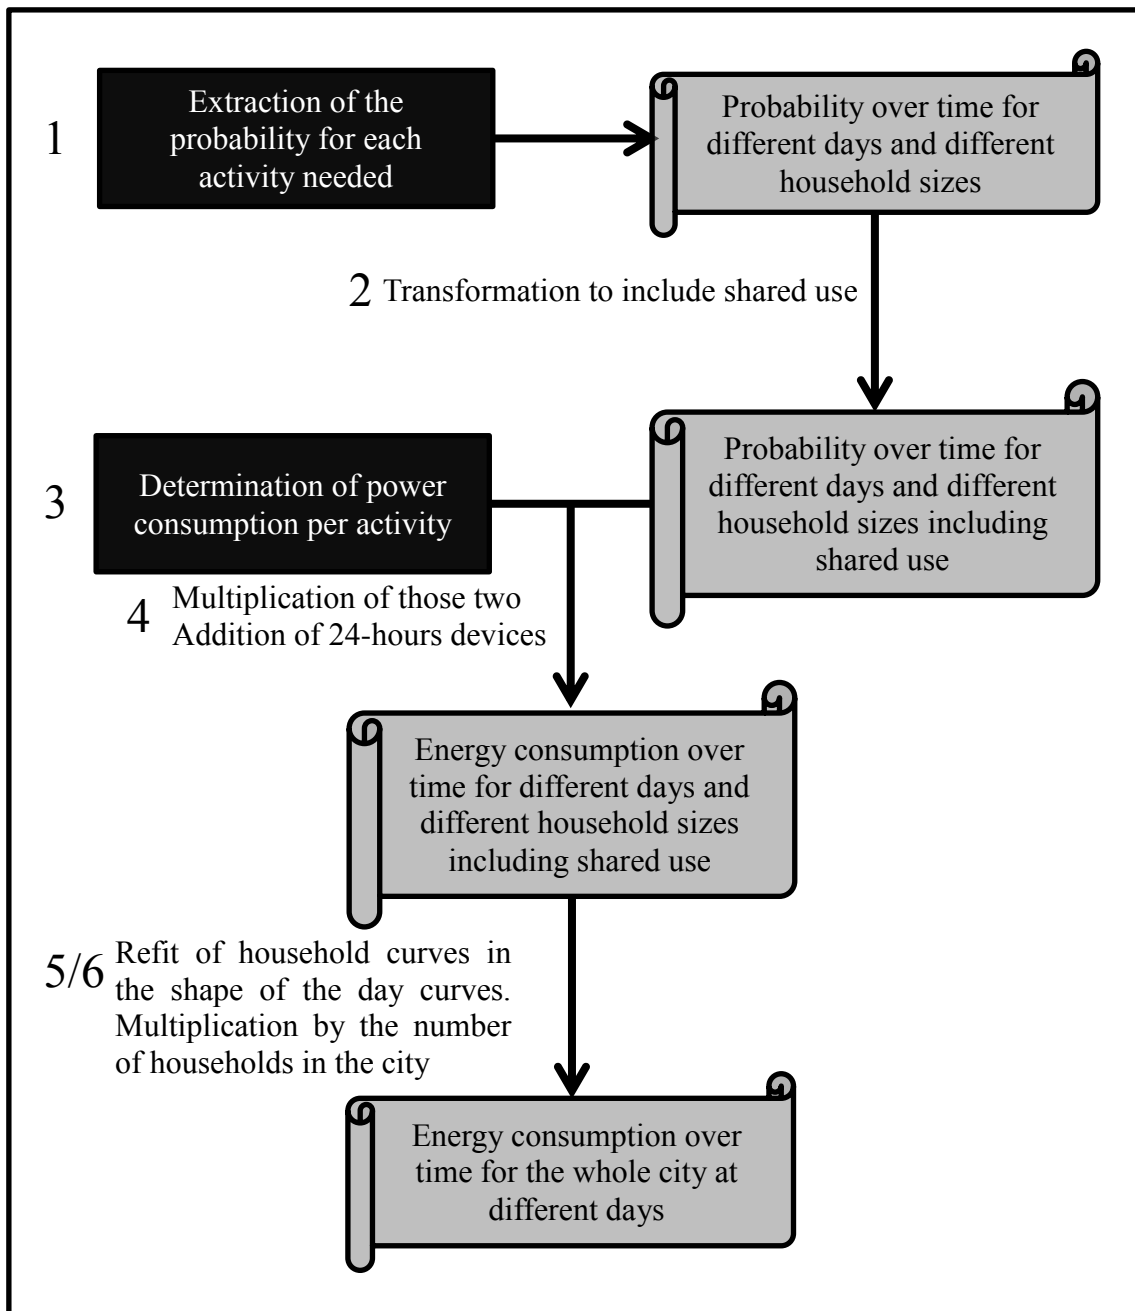 1
Extraction of the
probability for each
activity needed
Probability over time for
different days and different
household sizes
2 Transformation to include shared use
3
Determination of power
consumption per activity
Probability over time for
different days and different
household sizes including
shared use
4
Multiplication of those two
Addition of 24-hours devices
Energy consumption over
time for different days and
different household sizes
including shared use
5/6
Refit of household curves in
the shape of the day curves.
Multiplication by the number
of households in the city
Energy consumption over
time for the whole city at
different days